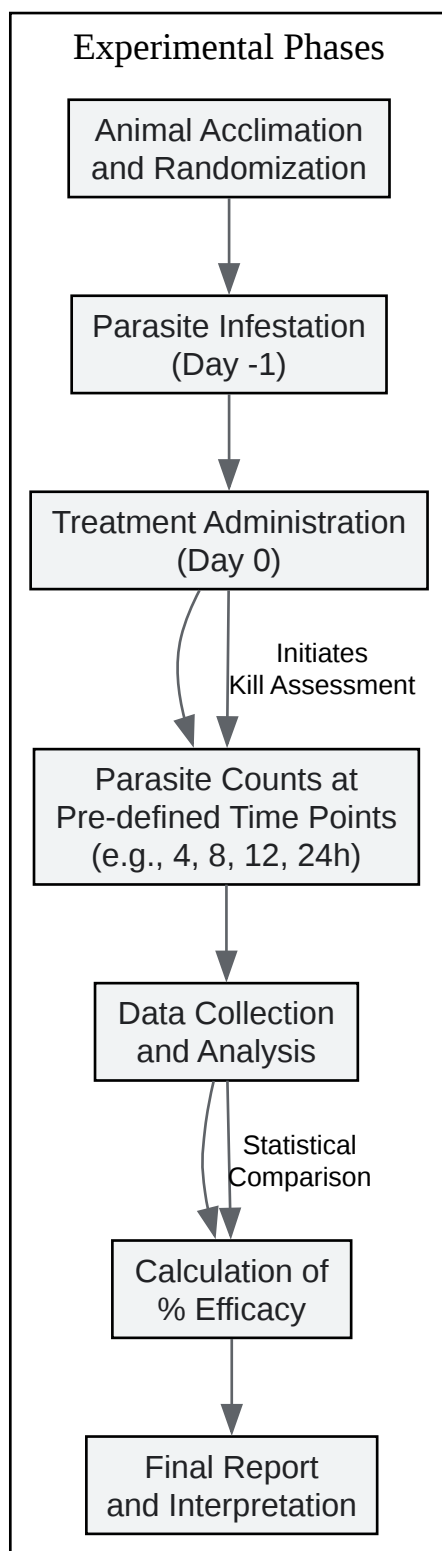 Experimental Phases
Animal Acclimation
and Randomization
Parasite Infestation
(Day -1)
Treatment Administration
(Day 0)
Initiates
Kill Assessment
Parasite Counts at
Pre-defined Time Points
(e.g., 4, 8, 12, 24h)
Data Collection
and Analysis
Statistical
Comparison
Calculation of
% Efficacy
Final Report
and Interpretation